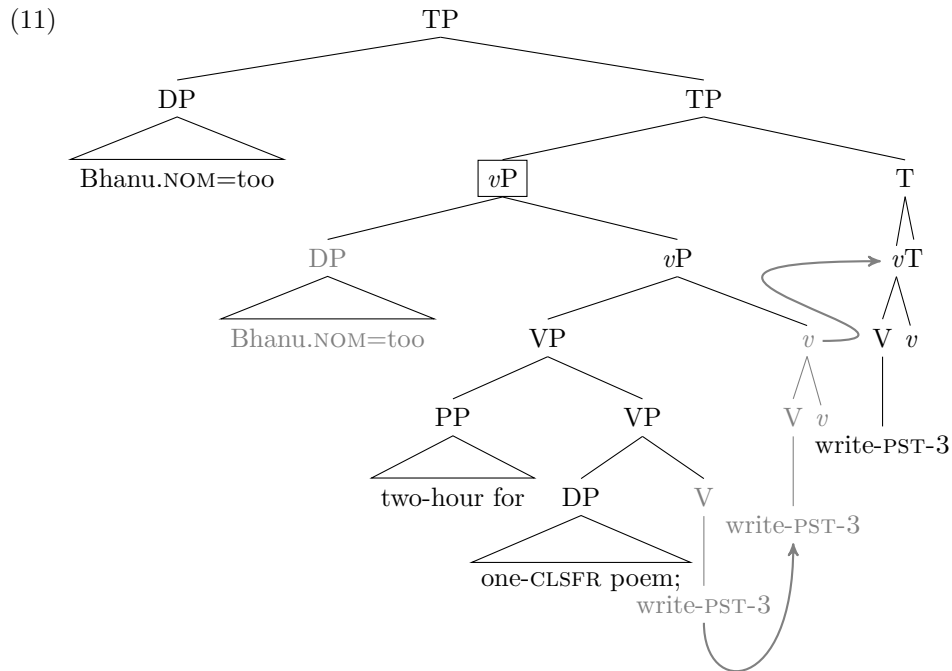 (11)
TP
DP TP
Bhanu.NOM=too vP T
DP vP vT
Bhanu.NOM=too VP v V v
PP VP V v write-PST-3
two-hour for DP V write-PST-3
one-CLSFR poem;
write-PST-3